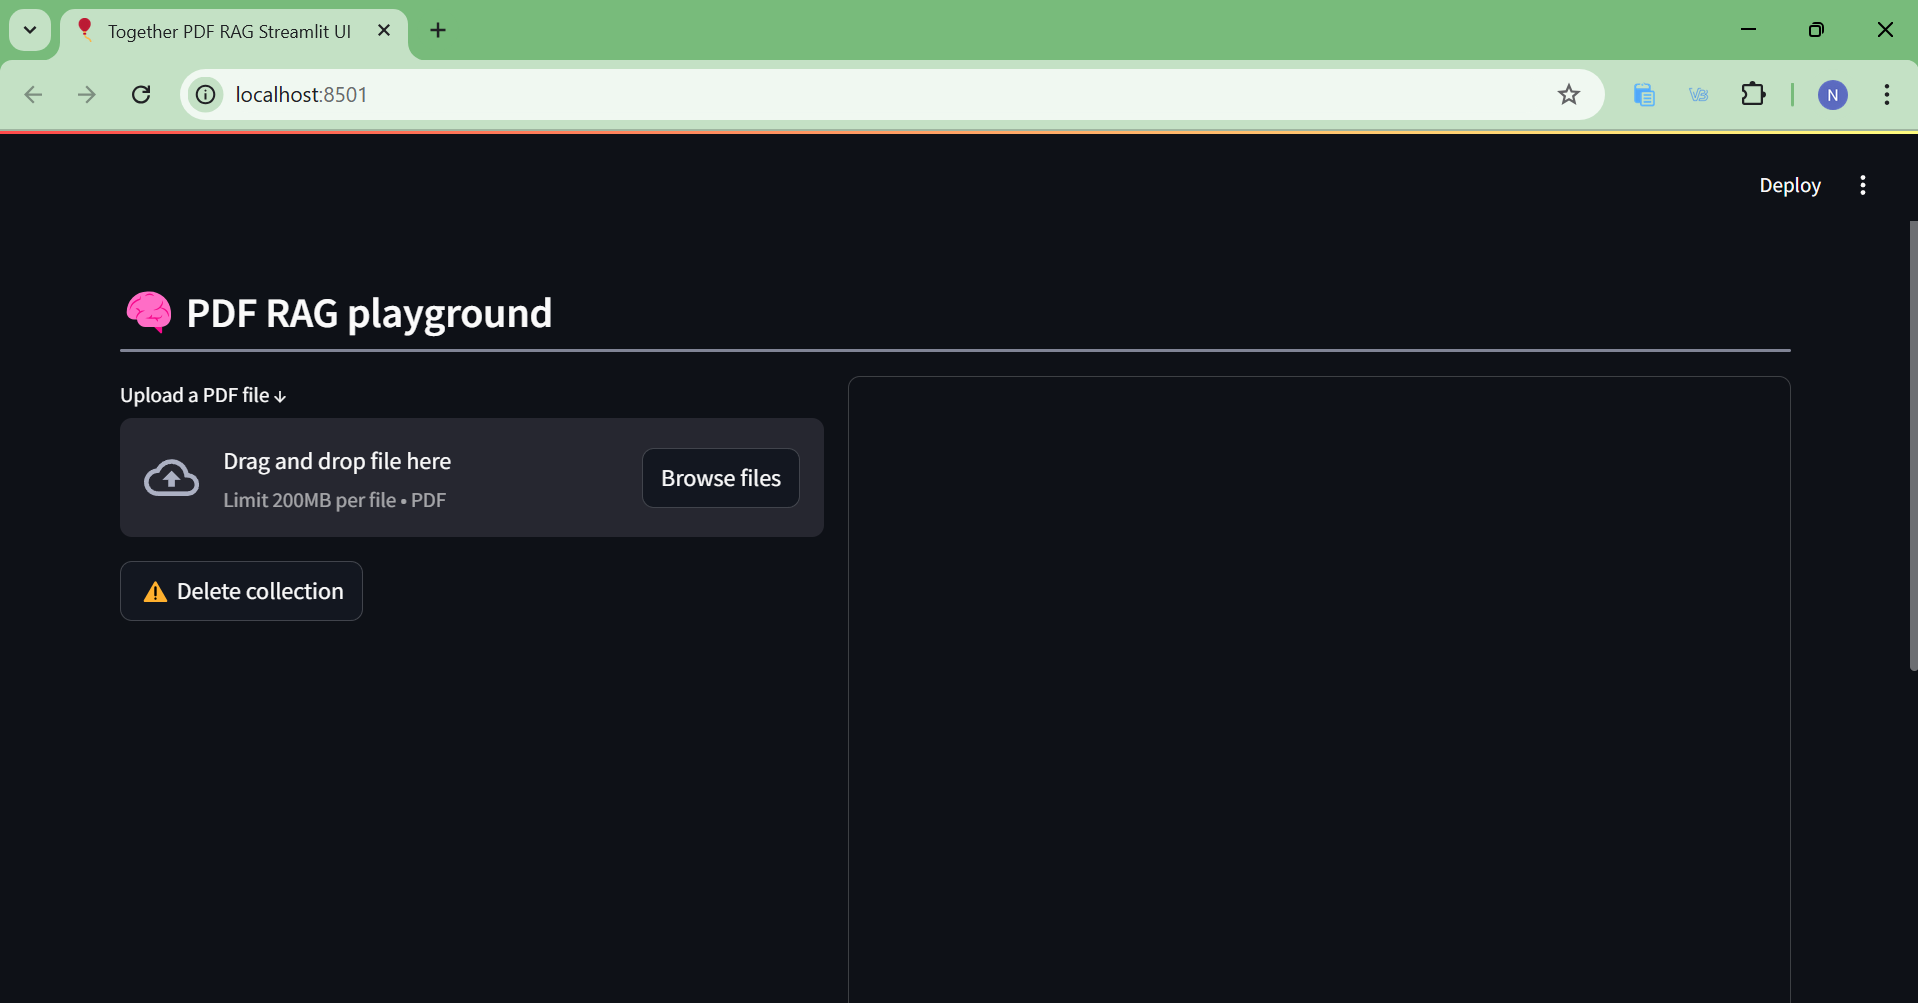 Together PDF RAG Streamlit UI
localhost:8501
N
Deploy
PDF RAG playground
Upload a PDF file ↓
Drag and drop file here
Limit 200MB per file • PDF
Browse files
Delete collection